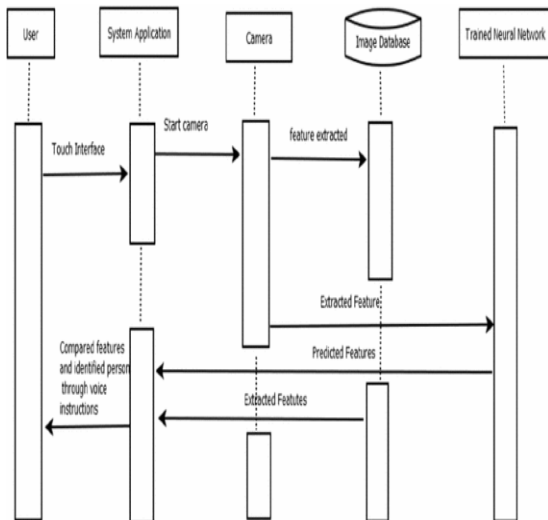 User
System Application
Camera
Image Database
Trained Neural Network
Start camera
feature extracted
Touch Interface
Extracted Feature
Predicted Features
Compared features
and identified person
through voice
instructions
Extracted Featutes